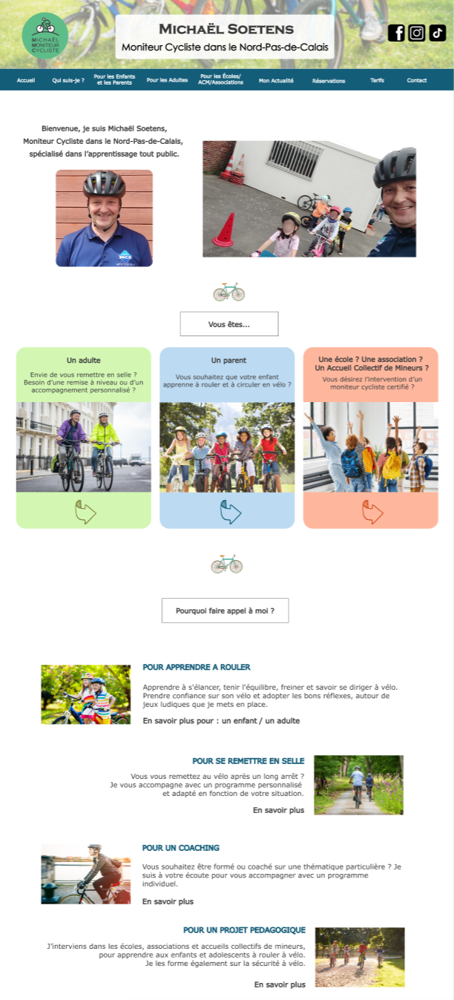 MICHAËL
MONITEUR
CYCLISTE
MICHAËL SOETENS
Moniteur Cycliste dans le Nord-Pas-de-Calais
Accueil
Qui suis-je ?
Pour les Enfants
et les Parents
Pour les Adultes
Pour les Écoles/
ACM/Associations
Mon Actualité
Réservations
Tarifs
Contact
Bienvenue, je suis Michaël Soetens,
Moniteur Cycliste dans le Nord-Pas-de-Calais,
spécialisé dans l’apprentissage tout public.
MCF
Vous êtes...
Un adulte
Envie de vous remettre en selle ?
Besoin d’une remise à niveau ou d’un
accompagnement personnalisé ?
Un parent
Vous souhaitez que votre enfant
apprenne à rouler et à circuler en vélo ?
Une école ? Une association ?
Un Accueil Collectif de Mineurs ?
Vous désirez l’intervention d’un
moniteur cycliste certifié ?
Pourquoi faire appel à moi ?
POUR APPRENDRE A ROULER
Apprendre à s'élancer, tenir l'équilibre, freiner et savoir se diriger à vélo.
Prendre confiance sur son vélo et adopter les bons réflexes, autour de
jeux ludiques que je mets en place.
En savoir plus pour : un enfant / un adulte
POUR SE REMETTRE EN SELLE
Vous vous remettez au vélo après un long arrêt ?
Je vous accompagne avec un programme personnalisé
et adapté en fonction de votre situation.
En savoir plus
POUR UN COACHING
Vous souhaitez être formé ou coaché sur une thématique particulière ? Je
suis à votre écoute pour vous accompagner avec un programme
individuel.
En savoir plus
POUR UN PROJET PEDAGOGIQUE
J’interviens dans les écoles, associations et accueils collectifs de mineurs,
pour apprendre aux enfants et adolescents à rouler à vélo.
Je les forme également sur la sécurité à vélo.
En savoir plus